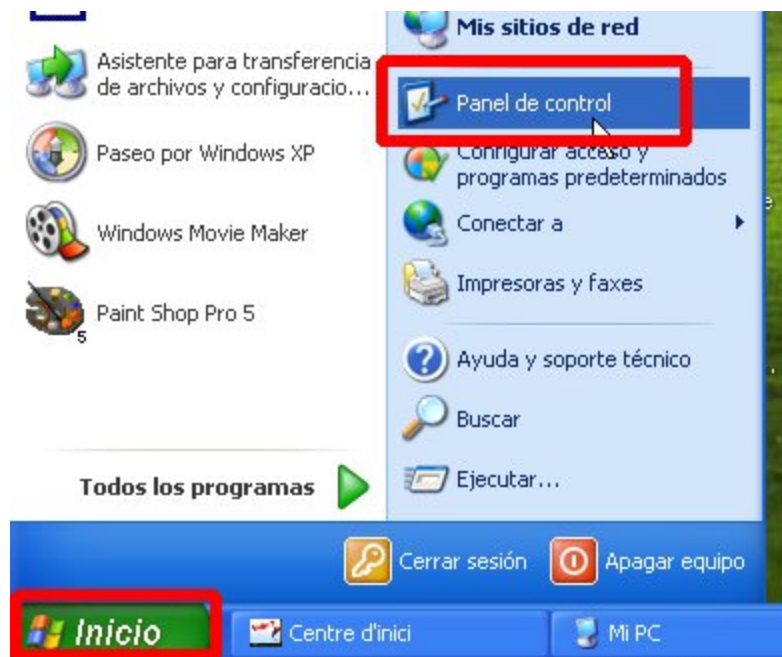 Mis sitios de red
Asistente para transferencia
de archivos y configuracio...
Panel de control
Paseo por Windows XP
Configurar acceso y
programas predeterminados
Windows Movie Maker
Conectar a
Impresoras y faxes
Paint Shop Pro 5
5
Ayuda y soporte técnico
Buscar
Todos los programas
Ejecutar...
Cerrar sesión
Apagar equipo
Inicio
Centre d'inici
Mi PC